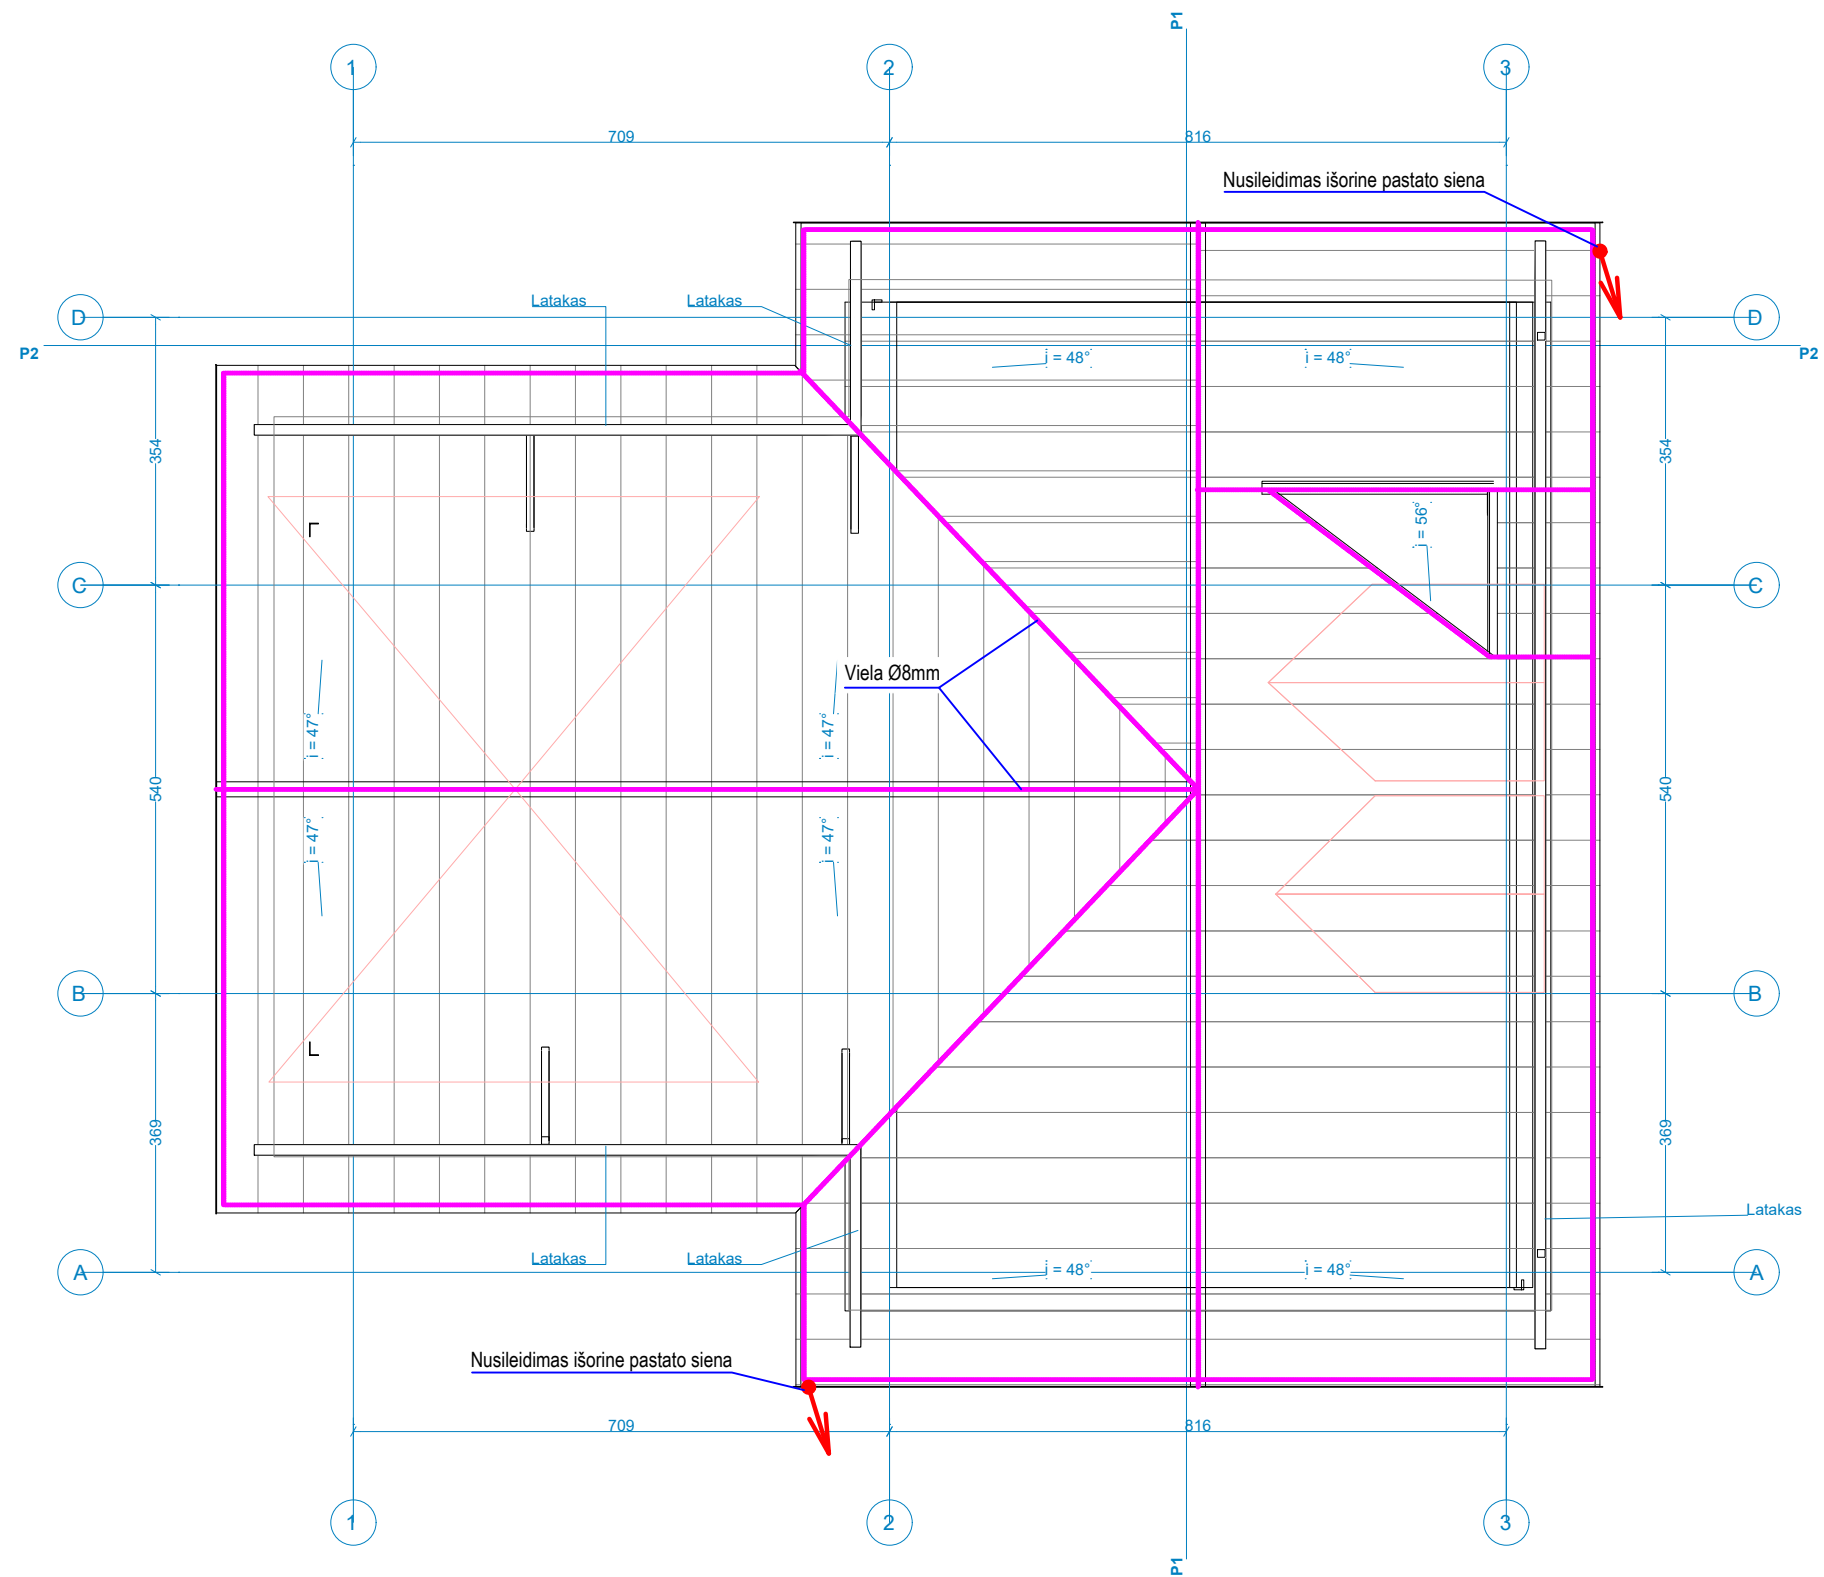 P1
1
2
3
709
816
Nusileidimas išorine pastato siena
Latakas
Latakas
D
D
P2
P2
i = 48°
i = 48°
354
354
i = 56°
C
C
Viela Ø8mm
i = 47°
i = 47°
540
540
i = 47°
i = 47°
B
B
369
369
Latakas
Latakas
Latakas
A
A
i = 48°
i = 48°
Nusileidimas išorine pastato siena
709
816
1
2
3
P1